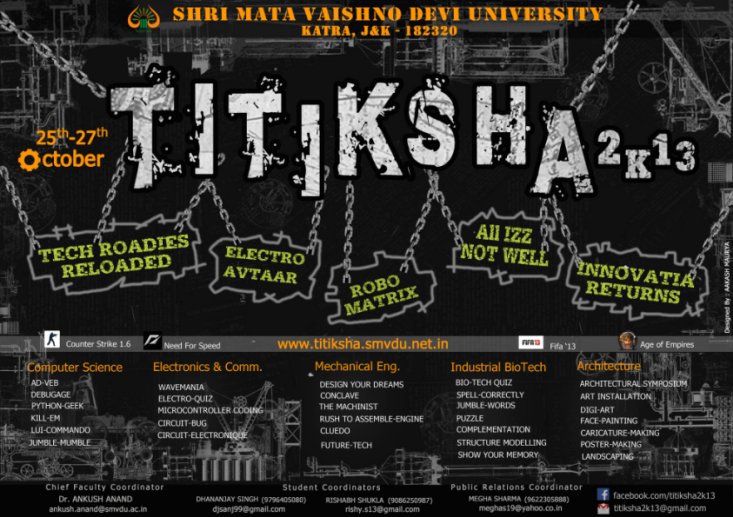 SHRI MATA VAISHNO DEVI UNIVERSITY
KATRA, J&K - 182320
25th-27th
October
TITIKSHA 2K13
TECH ROADIES
RELOADED
ELECTRO
AVTAAR
ROBO
MATRIX
All IZZ
NOT WELL
INNOVATIA
RETURNS
Designed By : AAKASH MAURYA
Counter Strike 1.6
Need For Speed
www.titiksha.smvdu.net.in
FIFA 13
Fifa '13
Age of Empires
Computer Science
AD-VEB
DEBUGAGE
PYTHON-GEEK
KILL-EM
LUI-COMMANDO
JUMBLE-MUMBLE
Electronics & Comm.
WAVEMANIA
ELECTRO-QUIZ
MICROCONTROLLER CODING
CIRCUIT-BUG
CIRCUIT-ELECTRONIQUE
Mechanical Eng.
DESIGN YOUR DREAMS
CONCLAVE
THE MACHINIST
RUSH TO ASSEMBLE-ENGINE
CLUEDO
FUTURE-TECH
Industrial BioTech
BIO-TECH QUIZ
SPELL-CORRECTLY
JUMBLE-WORDS
PUZZLE
COMPLEMENTATION
STRUCTURE MODELLING
SHOW YOUR MEMORY
Architecture
ARCHITECTURAL SYMPOSIUM
ART INSTALLATION
DIGI-ART
FACE-PAINTING
CARICATURE-MAKING
POSTER-MAKING
LANDSCAPING
Chief Faculty Coordinator
Dr. ANKUSH ANAND
ankush.anand@smvdu.ac.in
Student Coordinators
DHANANJAY SINGH (9796405080)
djsanj99@gmail.com
RISHABH SHUKLA (9086250987)
rishy.s13@gmail.com
Public Relations Coordinator
MEGHA SHARMA (9622305888)
meghas19@yahoo.co.in
facebook.com/titiksha2k13
titiksha2k13@gmail.com